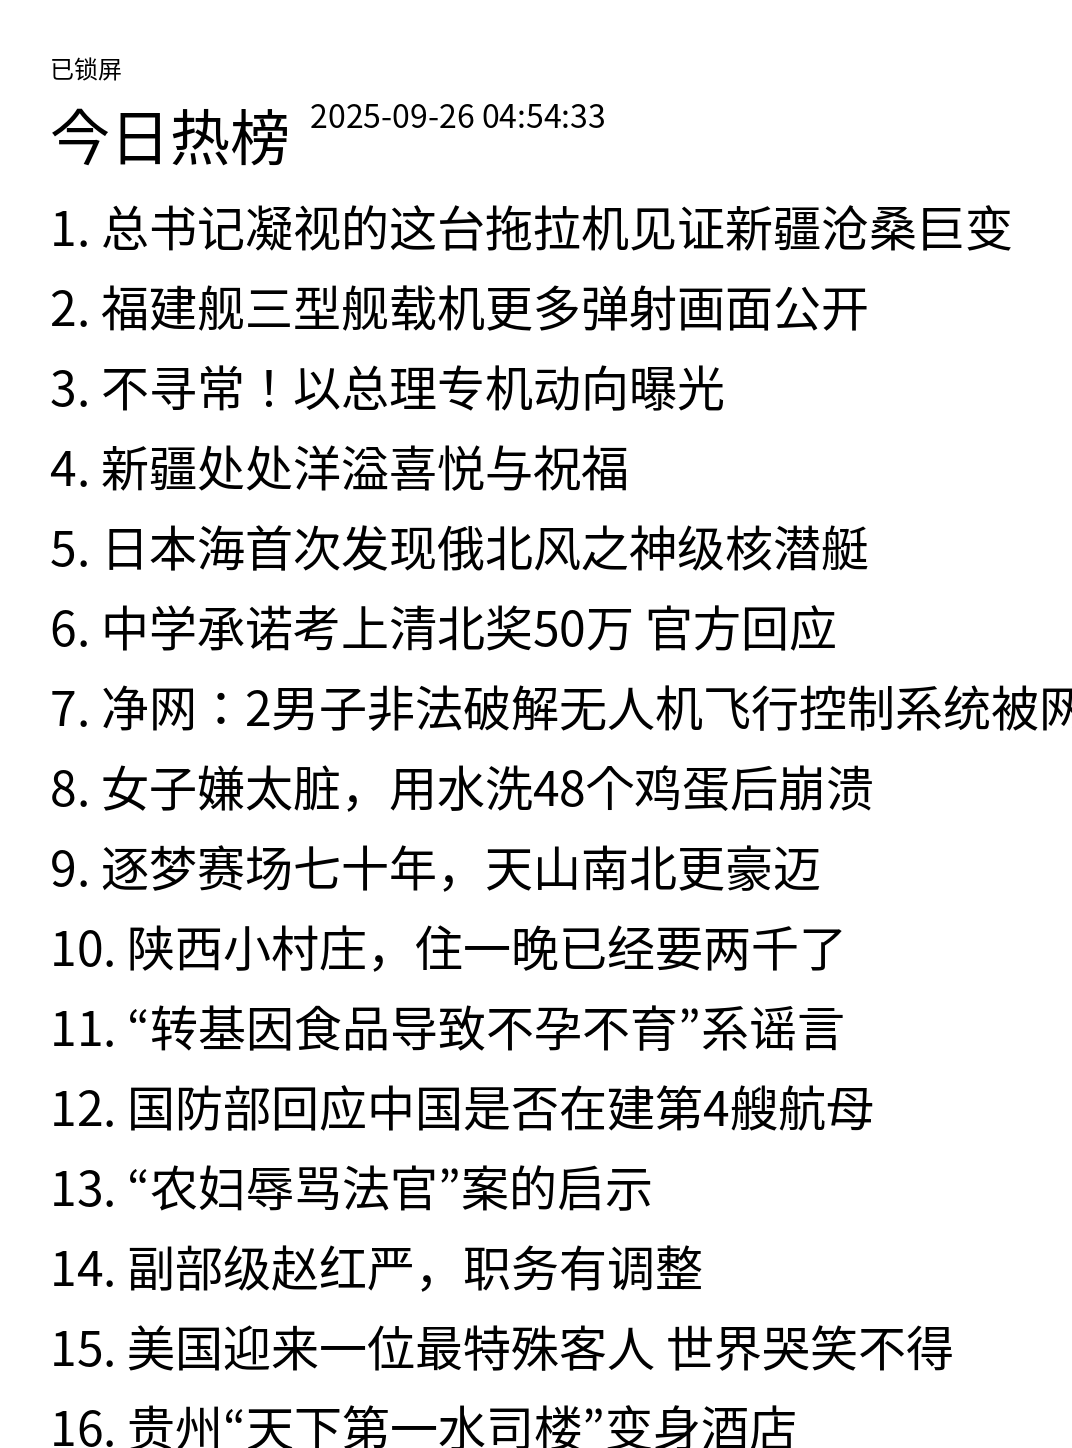 已锁屏
今日热榜 2025-09-26 04:54:33
1. 总书记凝视的这台拖拉机见证新疆沧桑巨变
2. 福建舰三型舰载机更多弹射画面公开
3. 不寻常！以总理专机动向曝光
4. 新疆处处洋溢喜悦与祝福
5. 日本海首次发现俄北风之神级核潜艇
6. 中学承诺考上清北奖50万 官方回应
7. 净网：2男子非法破解无人机飞行控制系统被网
8. 女子嫌太脏，用水洗48个鸡蛋后崩溃
9. 逐梦赛场七十年，天山南北更豪迈
10. 陕西小村庄，住一晚已经要两千了
11. “转基因食品导致不孕不育”系谣言
12. 国防部回应中国是否在建第4艘航母
13. “农妇辱骂法官”案的启示
14. 副部级赵红严，职务有调整
15. 美国迎来一位最特殊客人 世界哭笑不得
16. 贵州“天下第一水司楼”变身酒店